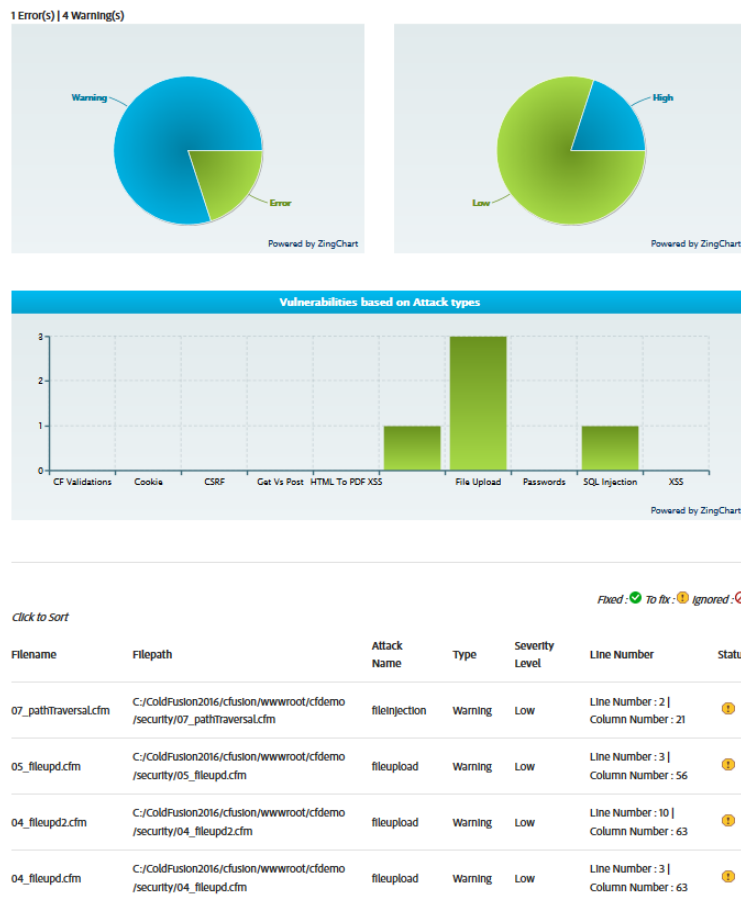 1 Error(s) | 4 Warning(s)
Warning
Error
Powered by ZingChart
High
Low
Powered by ZingChart
Vulnerabilities based on Attack types
3
2
1
0
CF Validations Cookie CSRF Get Vs Post HTML To PDF XSS File Upload Passwords SQL Injection XSS
Powered by ZingChart
Fixed : To fix : Ignored :
Click to Sort
Filename Filepath Attack Name Type Severity Level Line Number Statu
07_pathTraversal.cfm C:/ColdFusion2016/cfusion/wwwroot/cfdemo fileinjection Warning Low Line Number : 2 |
/security/07_pathTraversal.cfm Column Number : 21
05_fileupd.cfm C:/ColdFusion2016/cfusion/wwwroot/cfdemo fileupload Warning Low Line Number : 3 |
/security/05_fileupd.cfm Column Number : 56
04_fileupd2.cfm C:/ColdFusion2016/cfusion/wwwroot/cfdemo fileupload Warning Low Line Number : 10 |
/security/04_fileupd2.cfm Column Number : 63
04_fileupd.cfm C:/ColdFusion2016/cfusion/wwwroot/cfdemo fileupload Warning Low Line Number : 3 |
/security/04_fileupd.cfm Column Number : 63